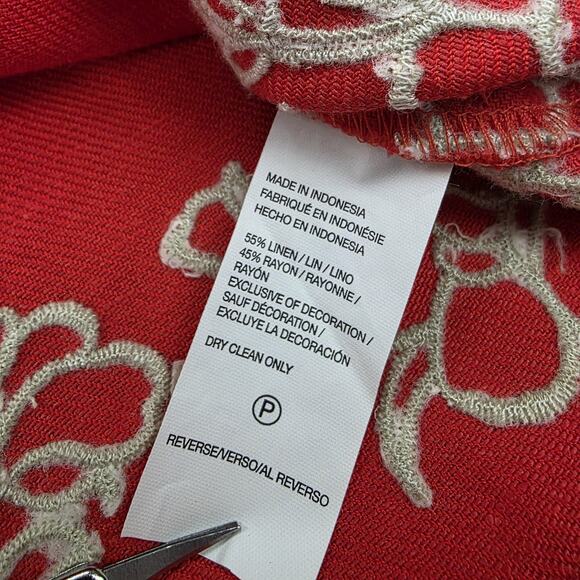 MADE IN INDONESIA
FABRIQUÉ EN INDONÉSIE
HECHO EN INDONESIA
55% LINEN / LIN / LINO
45% RAYON / RAYONNE /
RAYÓN
EXCLUSIVE OF DECORATION /
SAUF DÉCORATION /
EXCLUYE LA DECORACIÓN
DRY CLEAN ONLY
P
REVERSE/VERSO/AL REVERSO